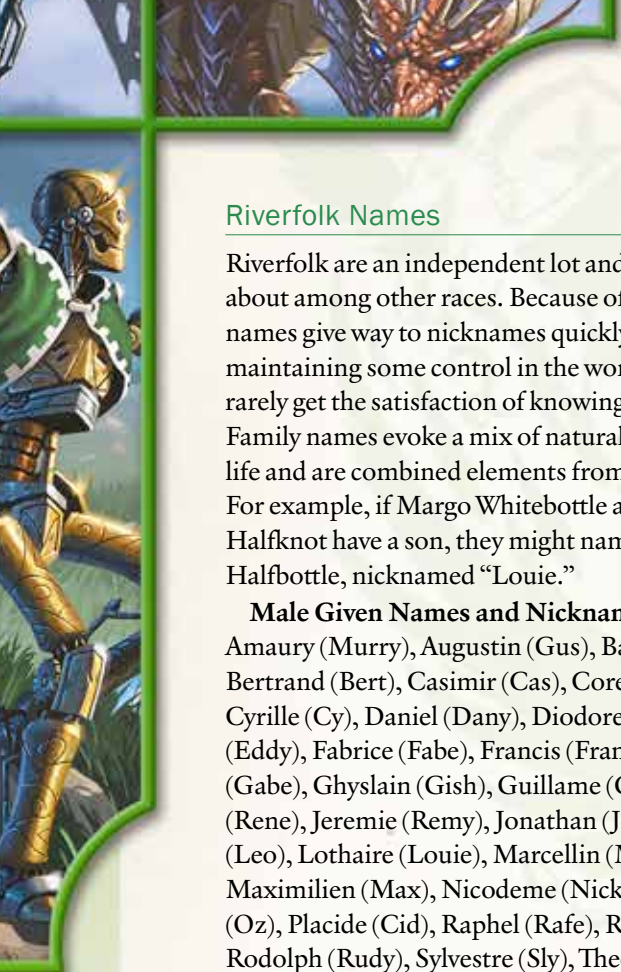 Riverfolk Names
Riverfolk are an independent lot and
about among other races. Because of
names give way to nicknames quickly
maintaining some control in the wor
rarely get the satisfaction of knowing
Family names evoke a mix of natural
life and are combined elements from
For example, if Margo Whitebottle a
Halfknot have a son, they might nam
Halfbottle, nicknamed “Louie.”
Male Given Names and Nicknan
Amaury (Murry), Augustin (Gus), Ba
Bertrand (Bert), Casimir (Cas), Core
Cyrille (Cy), Daniel (Dany), Diodore
(Eddy), Fabrice (Fabe), Francis (Fran
(Gabe), Ghyslain (Gish), Guillame (
(Rene), Jeremie (Remy), Jonathan (J
(Leo), Lothaire (Louie), Marcellin (M
Maximilien (Max), Nicodeme (Nick
(Oz), Placide (Cid), Raphel (Rafe), R
Rodolph (Rudy), Sylvestre (Sly), The